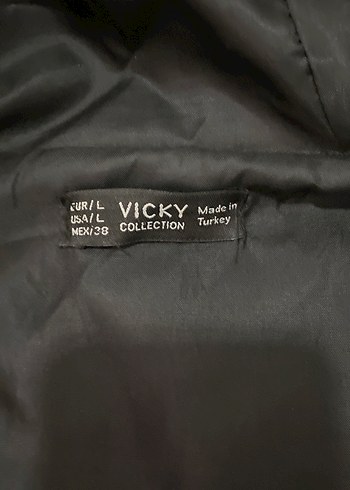 EUR/L
USA/L
MEX/38
VICKY
COLLECTION
Made in
Turkey